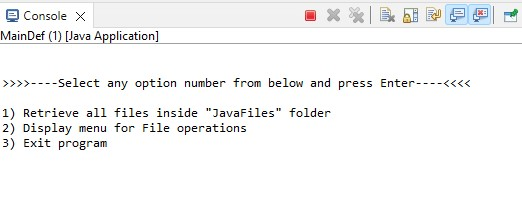 Console
MainDef (1) [Java Application]
>>>>----Select any option number from below and press Enter----<<<<
1) Retrieve all files inside "JavaFiles" folder
2) Display menu for File operations
3) Exit program